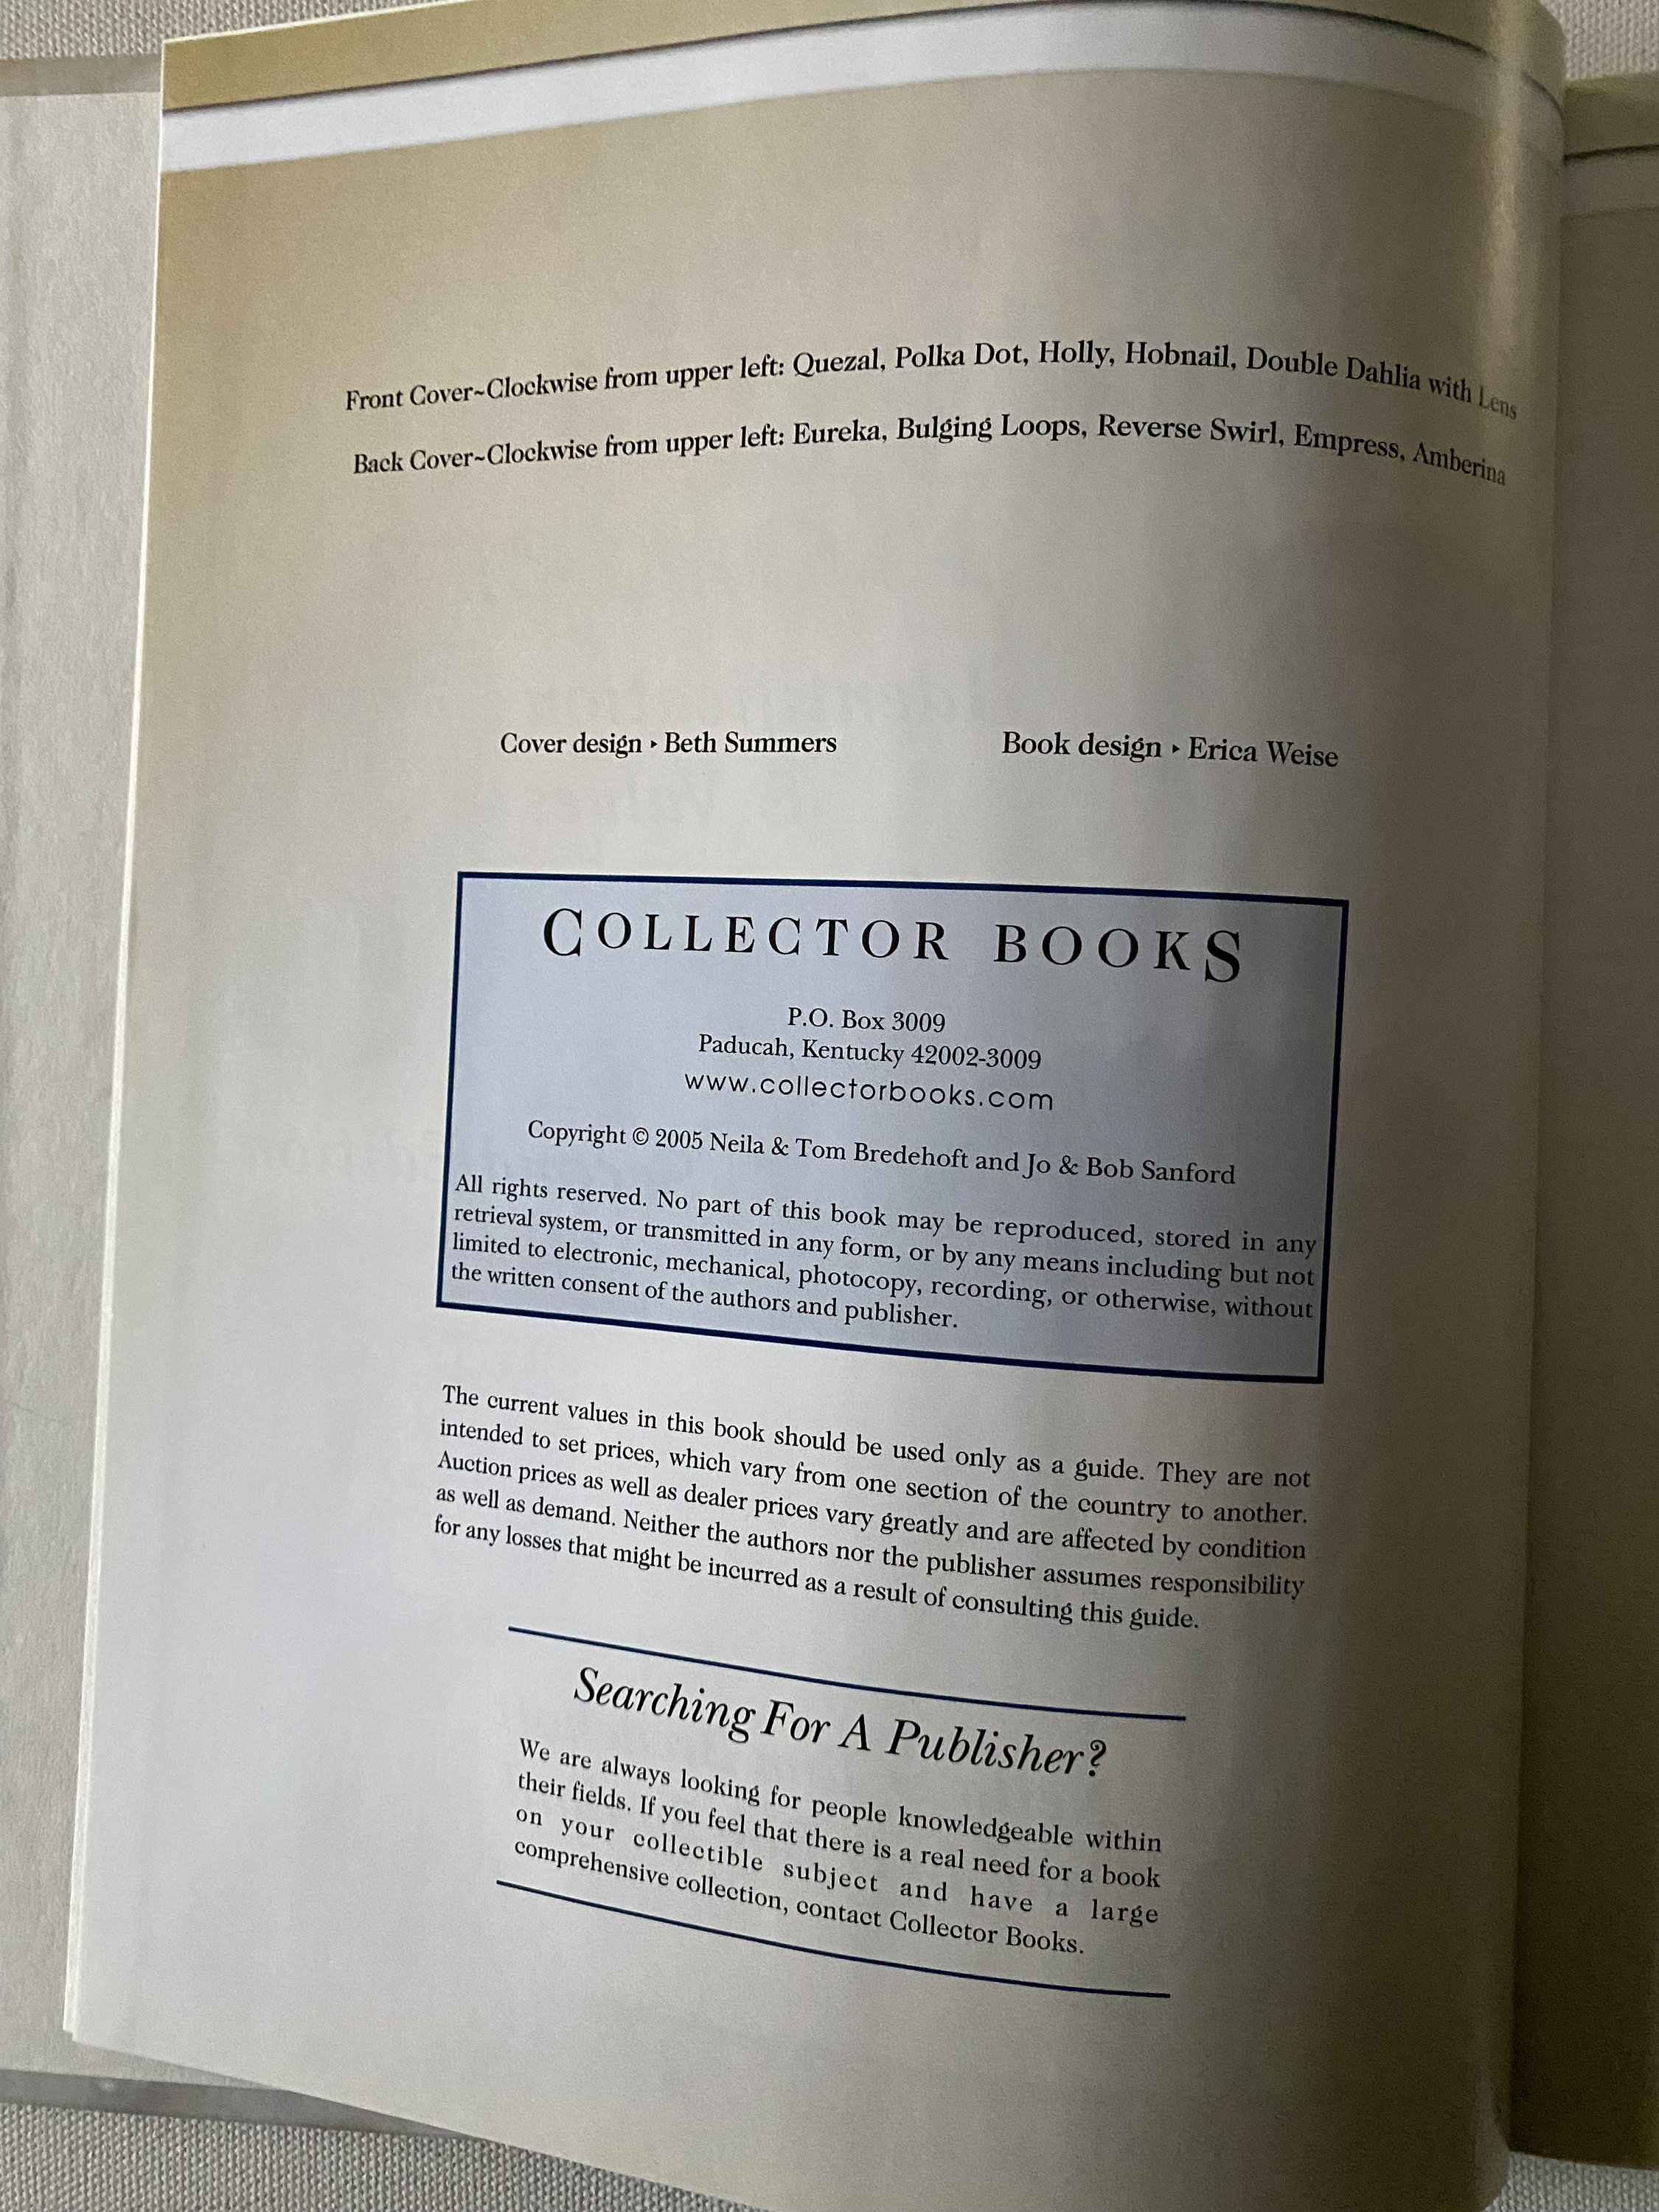 Front Cover~Clockwise from upper left: Quezal, Polka Dot, Holly, Hobnail, Double Dahlia with Lens
Back Cover~Clockwise from upper left: Eureka, Bulging Loops, Reverse Swirl, Empress, Amberina
Cover design ‣ Beth Summers
Book design ‣ Erica Weise
COLLECTOR BOOKS
P.O. Box 3009
Paducah, Kentucky 42002-3009
www.collectorbooks.com
Copyright © 2005 Neila & Tom Bredehoft and Jo & Bob Sanford
All rights reserved. No part of this book may be reproduced, stored in any
retrieval system, or transmitted in any form, or by any means including but not
limited to electronic, mechanical, photocopy, recording, or otherwise, without
the written consent of the authors and publisher.
The current values in this book should be used only as a guide. They are not
intended to set prices, which vary from one section of the country to another.
Auction prices as well as dealer prices vary greatly and are affected by condition
as well as demand. Neither the authors nor the publisher assumes responsibility
for any losses that might be incurred as a result of consulting this guide.
Searching For A Publisher?
We are always looking for people knowledgeable within
their fields. If you feel that there is a real need for a book
on your collectible subject and have a large
comprehensive collection, contact Collector Books.